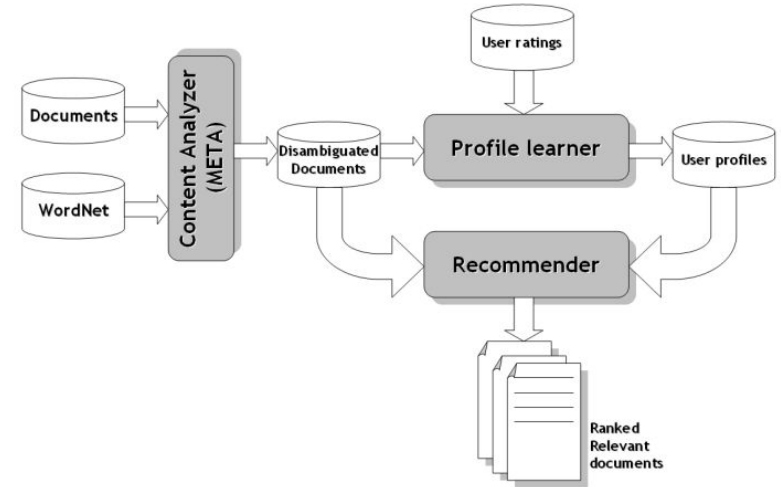 User ratings
Documents
Content Analyzer
(META)
Disambiguated
Documents
Profile learner
User profiles
WordNet
Recommender
Ranked
Relevant
documents